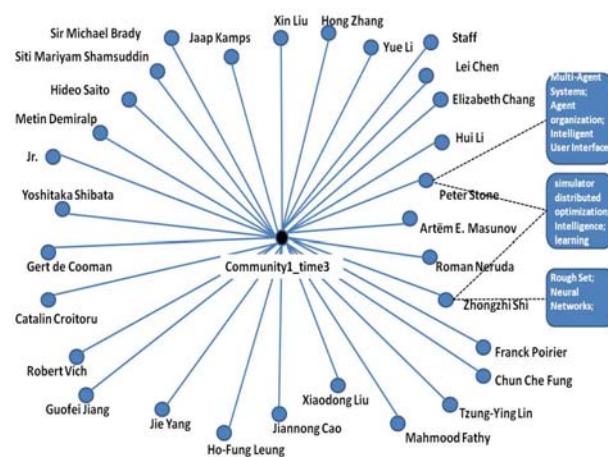 Xin Liu
Hong Zhang
Sir Michael Brady
Jaap Kamps
Yue Li
Staff
Siti Mariyam Shamsuddin
Lei Chen
Hideo Saito
Elizabeth Chang
Metin Demiralp
Hui Li
Jr.
Peter Stone
Yoshitaka Shibata
Artëm E. Masunov
Gert de Cooman
Community1_time3
Roman Neruda
Catalin Croitoru
Zhongzhi Shi
Robert Vich
Franck Poirier
Guofei Jiang
Chun Che Fung
Jie Yang
Xiaodong Liu
Tzung-Ying Lin
Ho-Fung Leung
Jiannong Cao
Mahmood Fathy
Multi-Agent
Systems;
Agent
organization;
Intelligent
User Interface
simulator
distributed
optimization
Intelligence;
learning
Rough Set;
Neural
Networks;